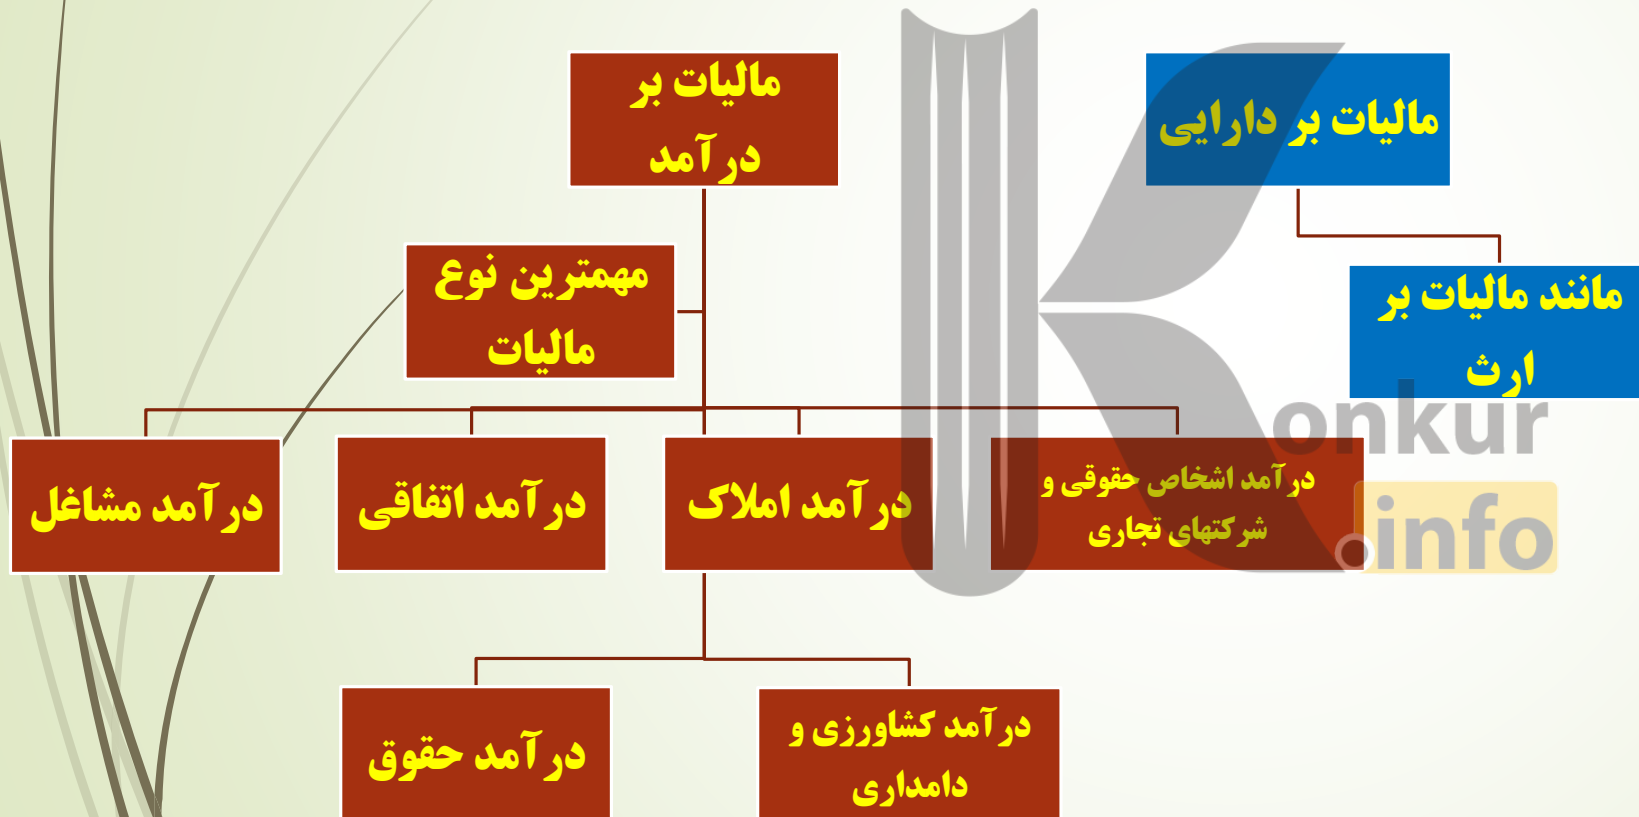 مالیات بر دارایی
مانند مالیات بر
ارث
مالیات بر
درآمد
مهمترین نوع
مالیات
درآمد اشخاص حقوقی و
شرکتهای تجاری
درآمد املاک
درآمد اتفاقی
درآمد مشاغل
درآمد کشاورزی و
دامداری
درآمد حقوق
Konkur
.info